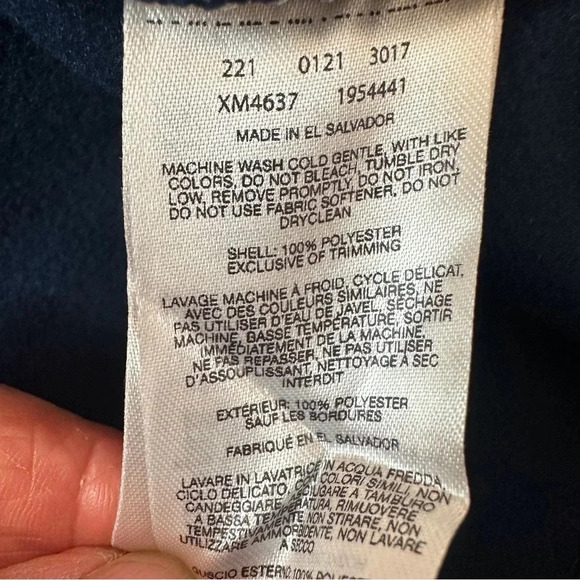 221 0121 3017
XM4637 1954441
MADE IN EL SALVADOR
MACHINE WASH COLD GENTLE, WITH LIKE
COLORS, DO NOT BLEACH, TUMBLE DRY
LOW, REMOVE PROMPTLY, DO NOT IRON,
DO NOT USE FABRIC SOFTENER, DO NOT
DRYCLEAN
SHELL: 100% POLYESTER
EXCLUSIVE OF TRIMMING
LAVAGE MACHINE À FROID, CYCLE DÉLICAT,
AVEC DES COULEURS SIMILAIRES, NE
PAS UTILISER D'EAU DE JAVEL, SÉCHAGE
MACHINE, BASSE TEMPÉRATURE, SORTIR
IMMÉDIATEMENT DE LA MACHINE,
NE PAS REPASSER, NE PAS UTILISER
D'ASSOUPLISSANT, NETTOYAGE À SEC
INTERDIT
EXTÉRIEUR: 100% POLYESTER
SAUF LES BORDURES
FABRIQUÉ EN EL SALVADOR
LAVARE IN LAVATRICE IN ACQUA FREDDA,
CICLO DELICATO, CON COLORI SIMILI, NON
CANDEGGIARE, A TAMBURO
A BASSA RIMUOVERE
NON STIRARE, NON
UTILIZZARE AMMORBIDENTE, NON LAVARE
A SECO
100%